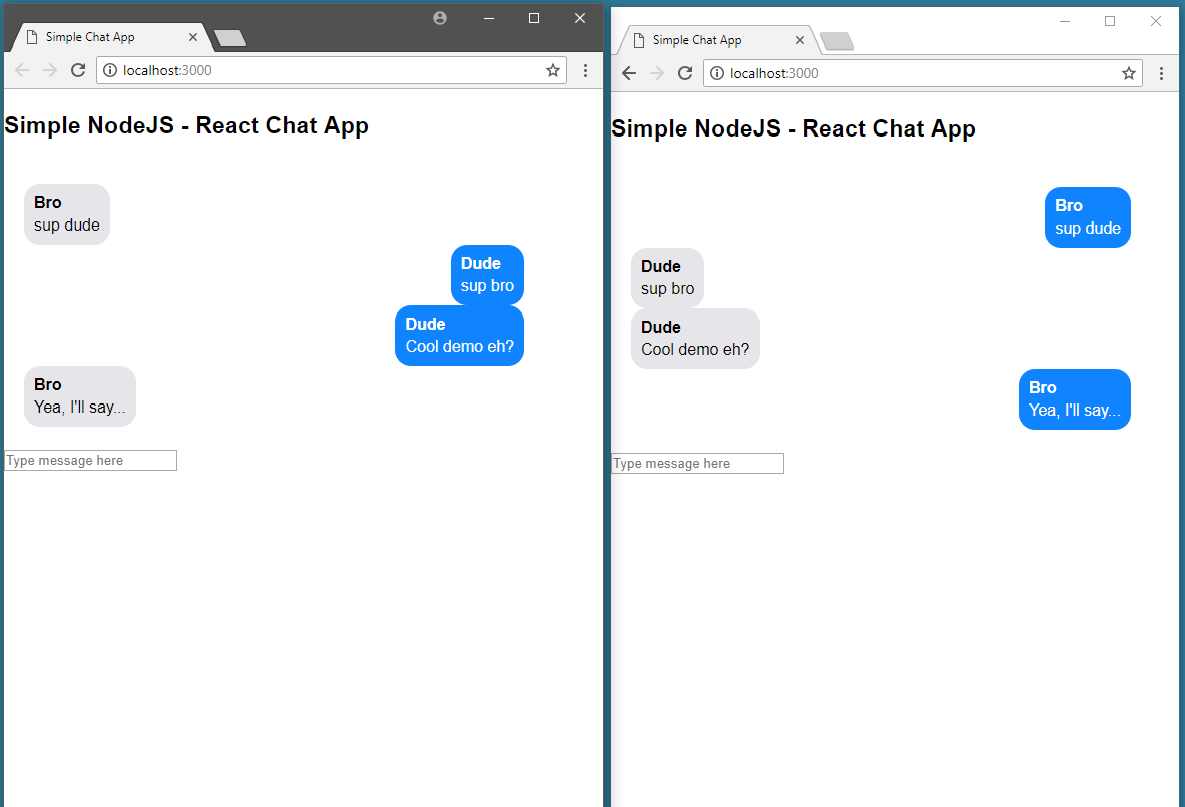 Simple Chat App
localhost:3000
Simple NodeJS - React Chat App
Bro
sup dude
Dude
sup bro
Dude
Cool demo eh?
Bro
Yea, I'll say...
Type message here
Simple Chat App
localhost:3000
Simple NodeJS - React Chat App
Bro
sup dude
Dude
sup bro
Dude
Cool demo eh?
Bro
Yea, I'll say...
Type message here